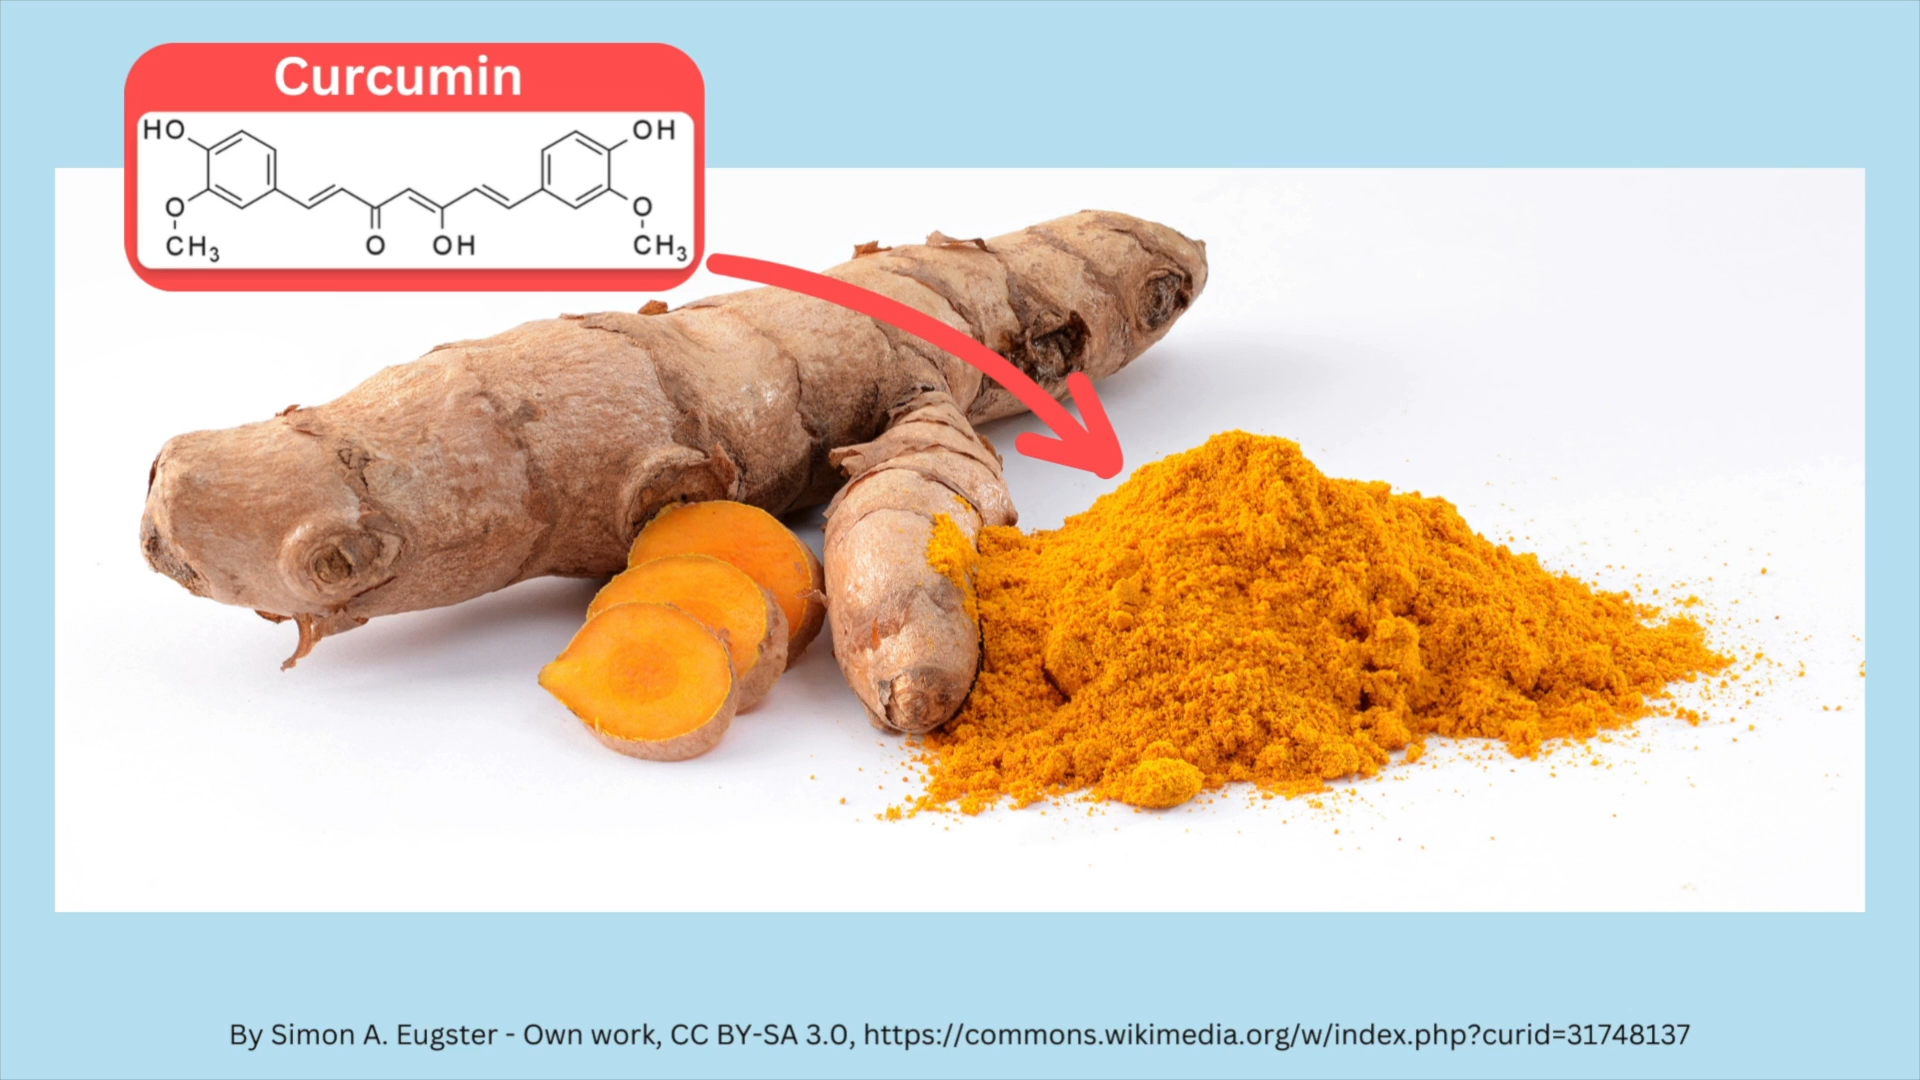 Curcumin
HO
OH
O
O
CH3
O
OH
CH3
By Simon A. Eugster - Own work, CC BY-SA 3.0, https://commons.wikimedia.org/w/index.php?curid=31748137